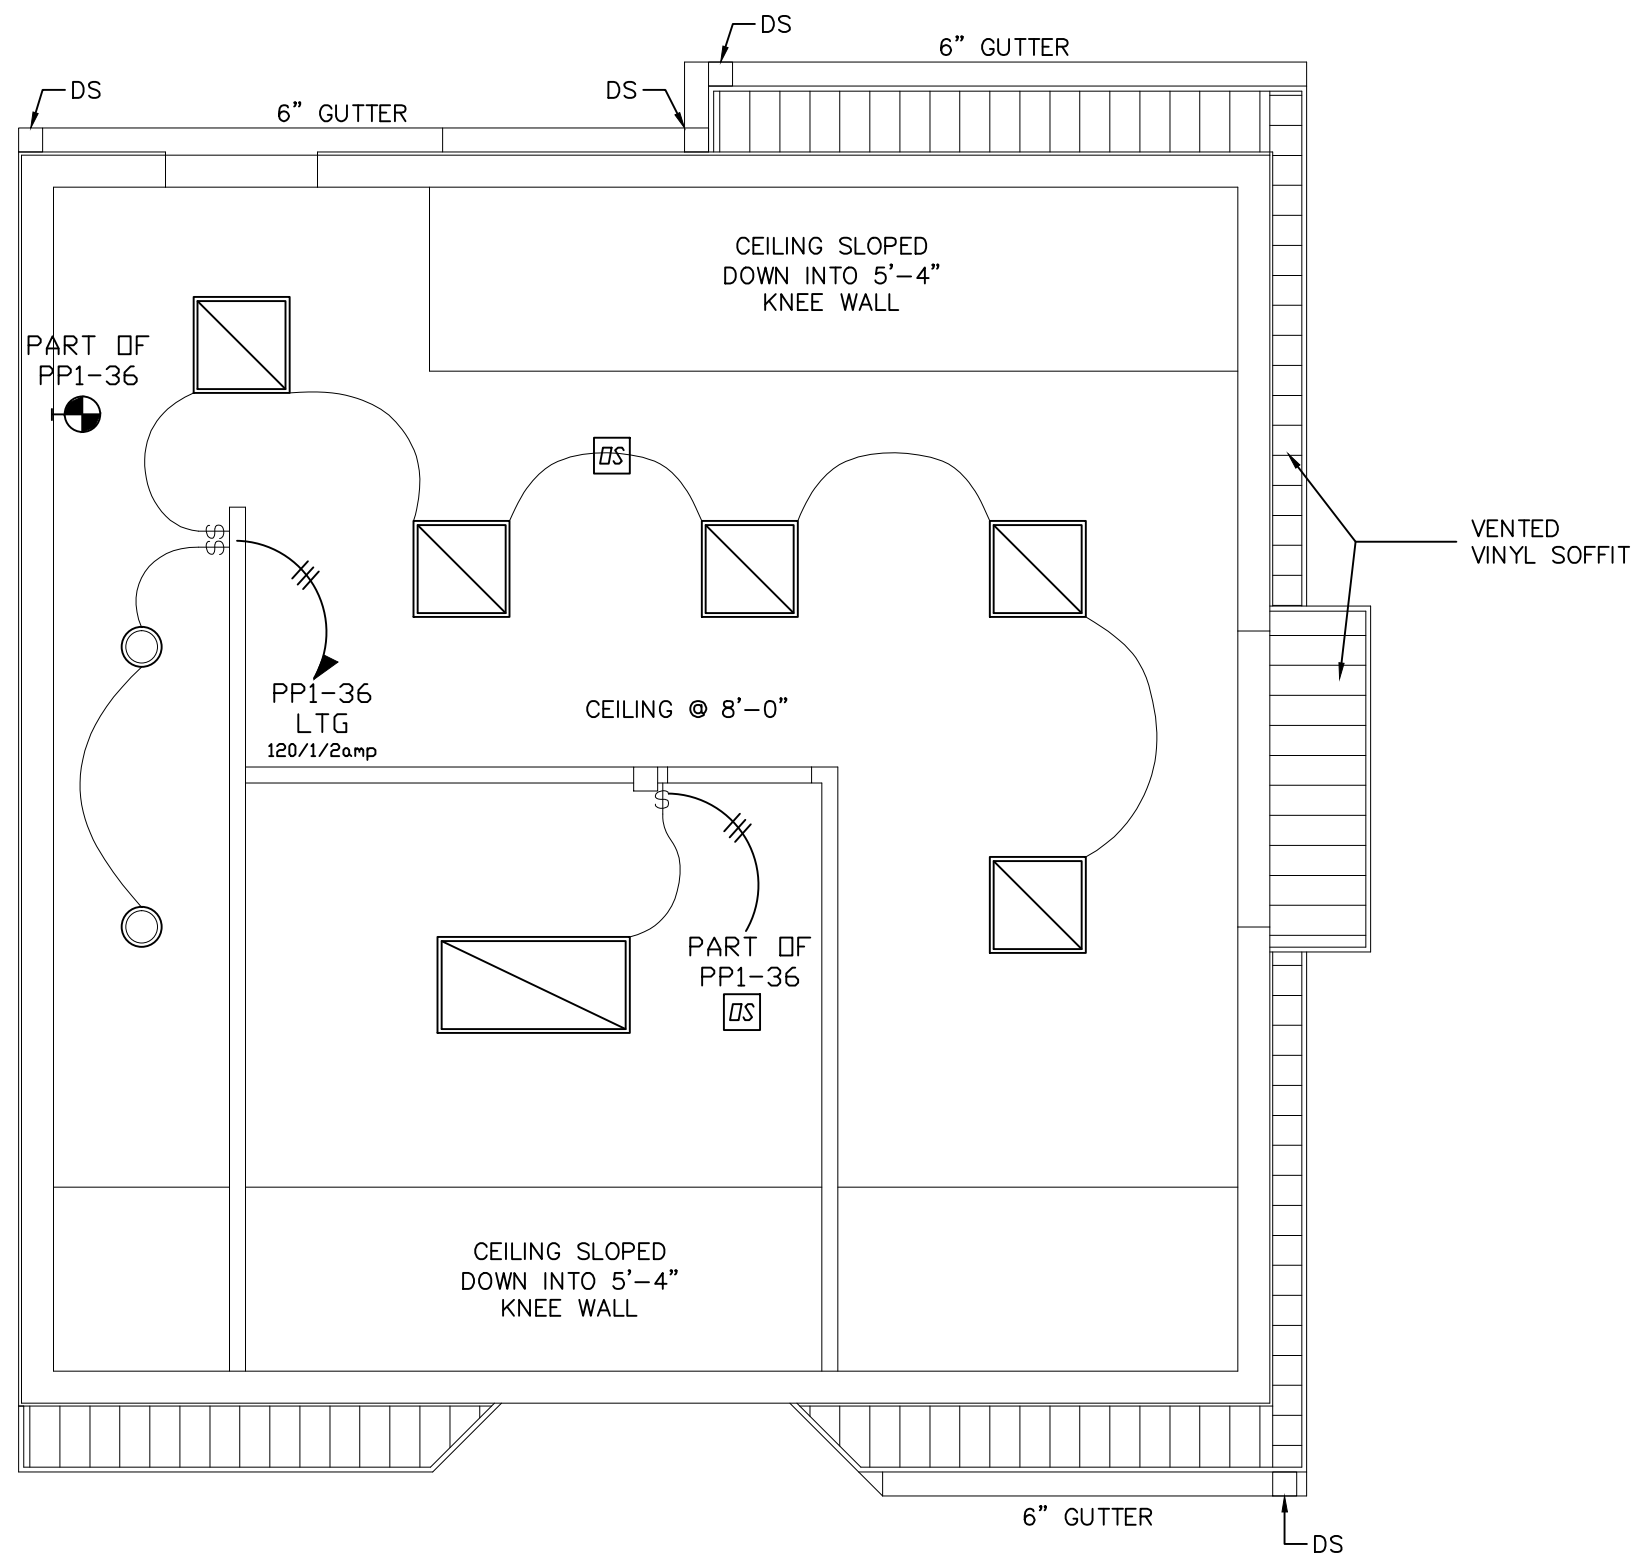 DS
6” GUTTER
DS
6” GUTTER
DS
CEILING SLOPED
DOWN INTO 5’–4”
KNEE WALL
PART OF
PP1-36
OS
SS
VENTED
VINYL SOFFIT
PP1-36
LTG
120/1/2amp
CEILING @ 8’–0”
S
PART OF
PP1-36
OS
CEILING SLOPED
DOWN INTO 5’–4”
KNEE WALL
6” GUTTER
DS